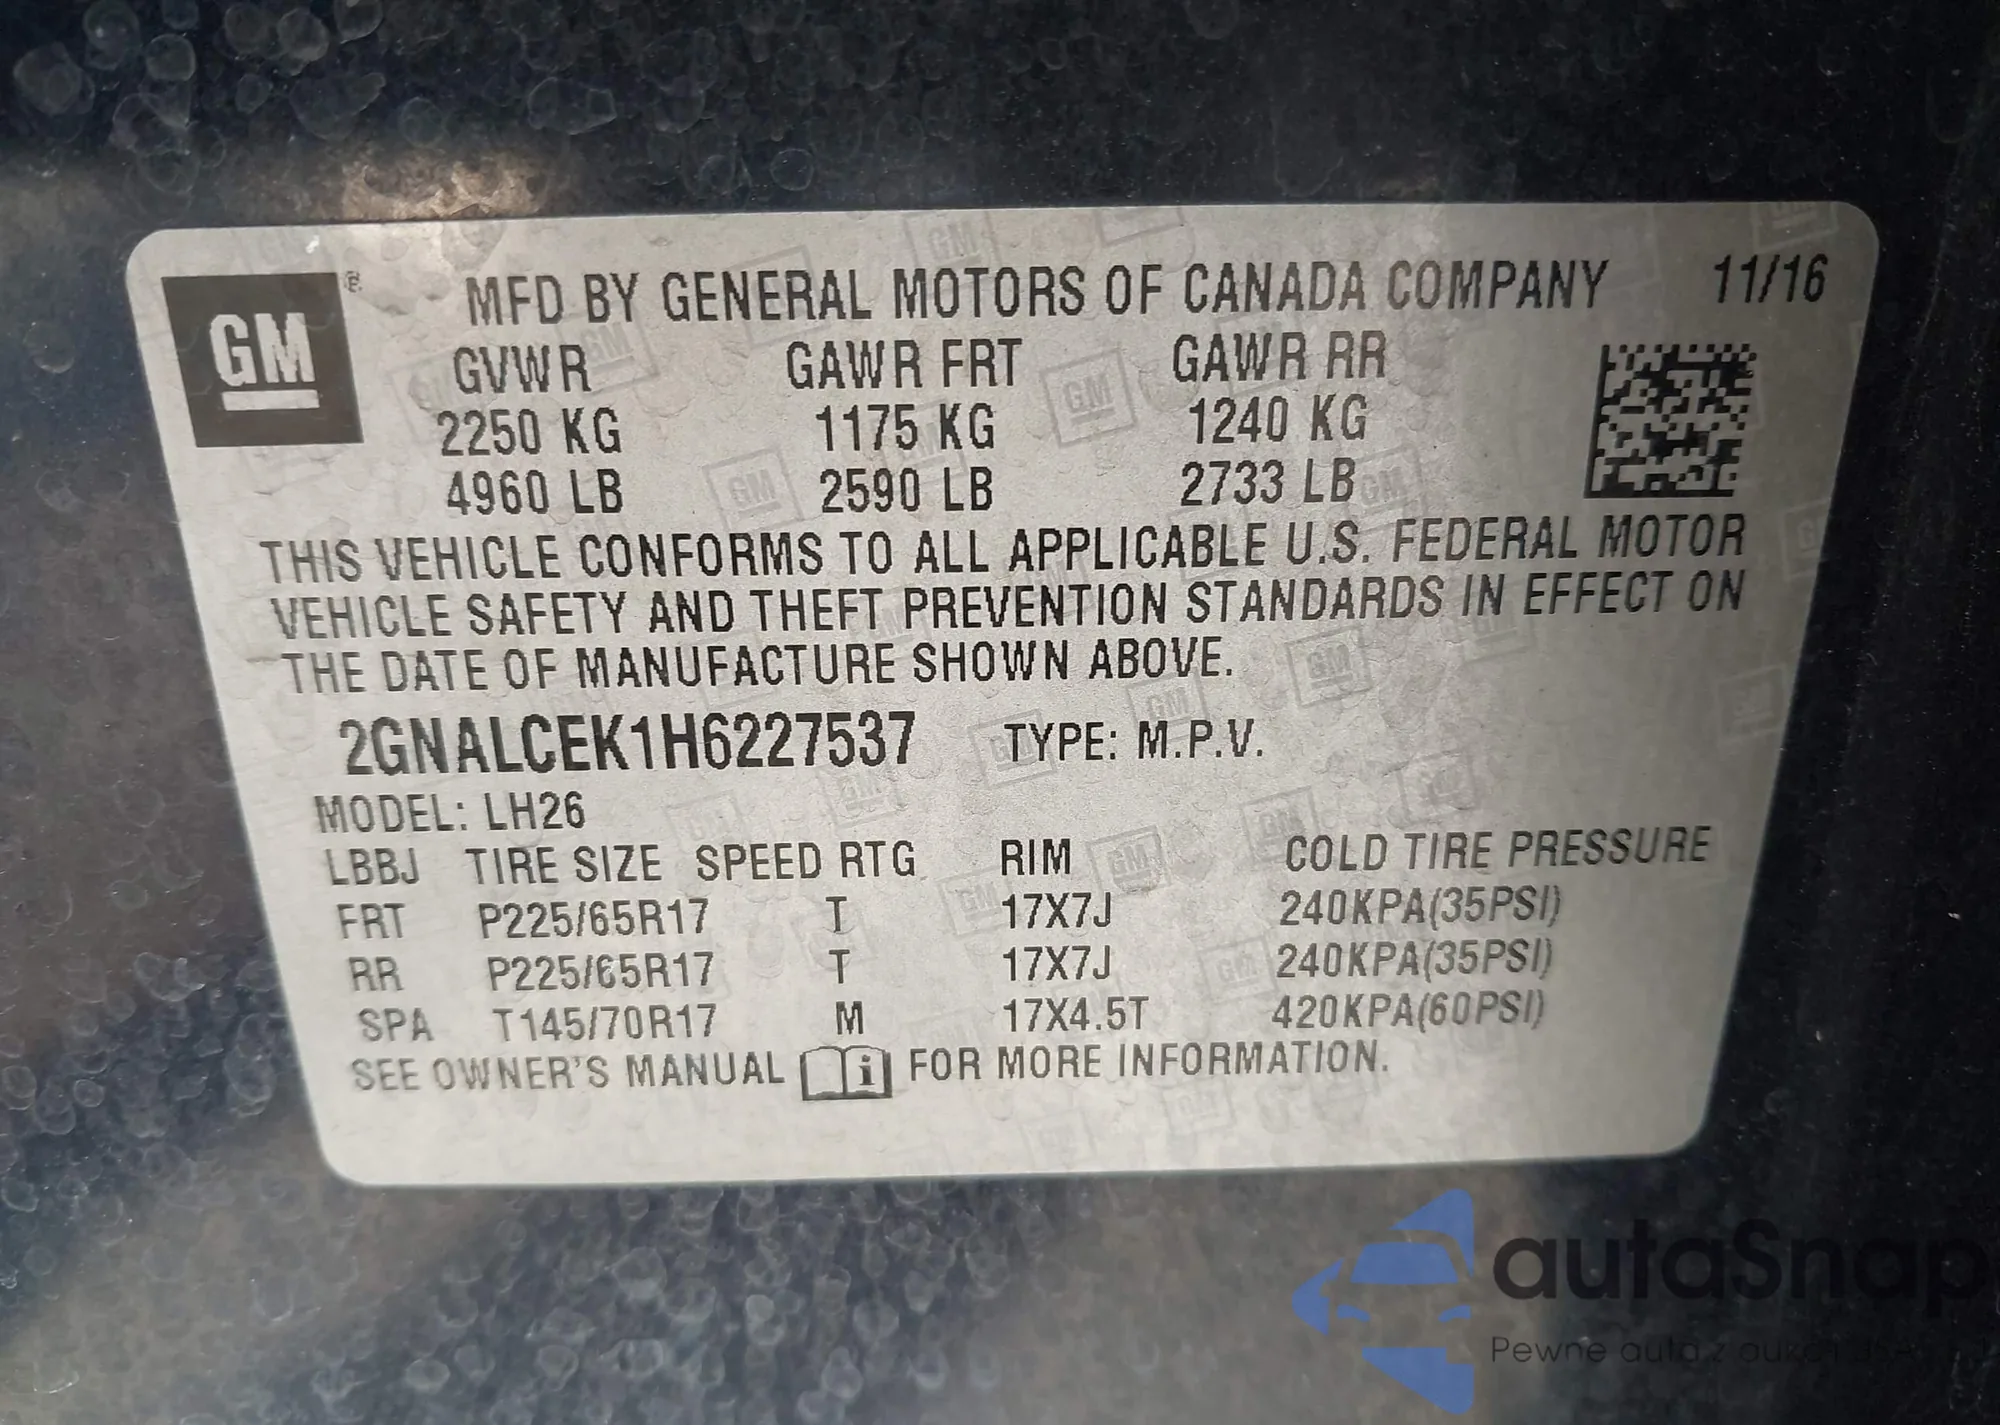 GM
MFD BY GENERAL MOTORS OF CANADA COMPANY 11/16
GVWR GAWR FRT GAWR RR
2250 KG 1175 KG 1240 KG
4960 LB 2590 LB 2733 LB
THIS VEHICLE CONFORMS TO ALL APPLICABLE U.S. FEDERAL MOTOR
VEHICLE SAFETY AND THEFT PREVENTION STANDARDS IN EFFECT ON
THE DATE OF MANUFACTURE SHOWN ABOVE.
2GNALCEK1H6227537 TYPE: M.P.V.
MODEL: LH26
LBBJ TIRE SIZE SPEED RTG RIM COLD TIRE PRESSURE
FRT P225/65R17 T 17X7J 240KPA(35PSI)
RR P225/65R17 T 17X7J 240KPA(35PSI)
SPA T145/70R17 M 17X4.5T 420KPA(60PSI)
SEE OWNER'S MANUAL i FOR MORE INFORMATION.
autaSnap
Pewne auta z aukcji